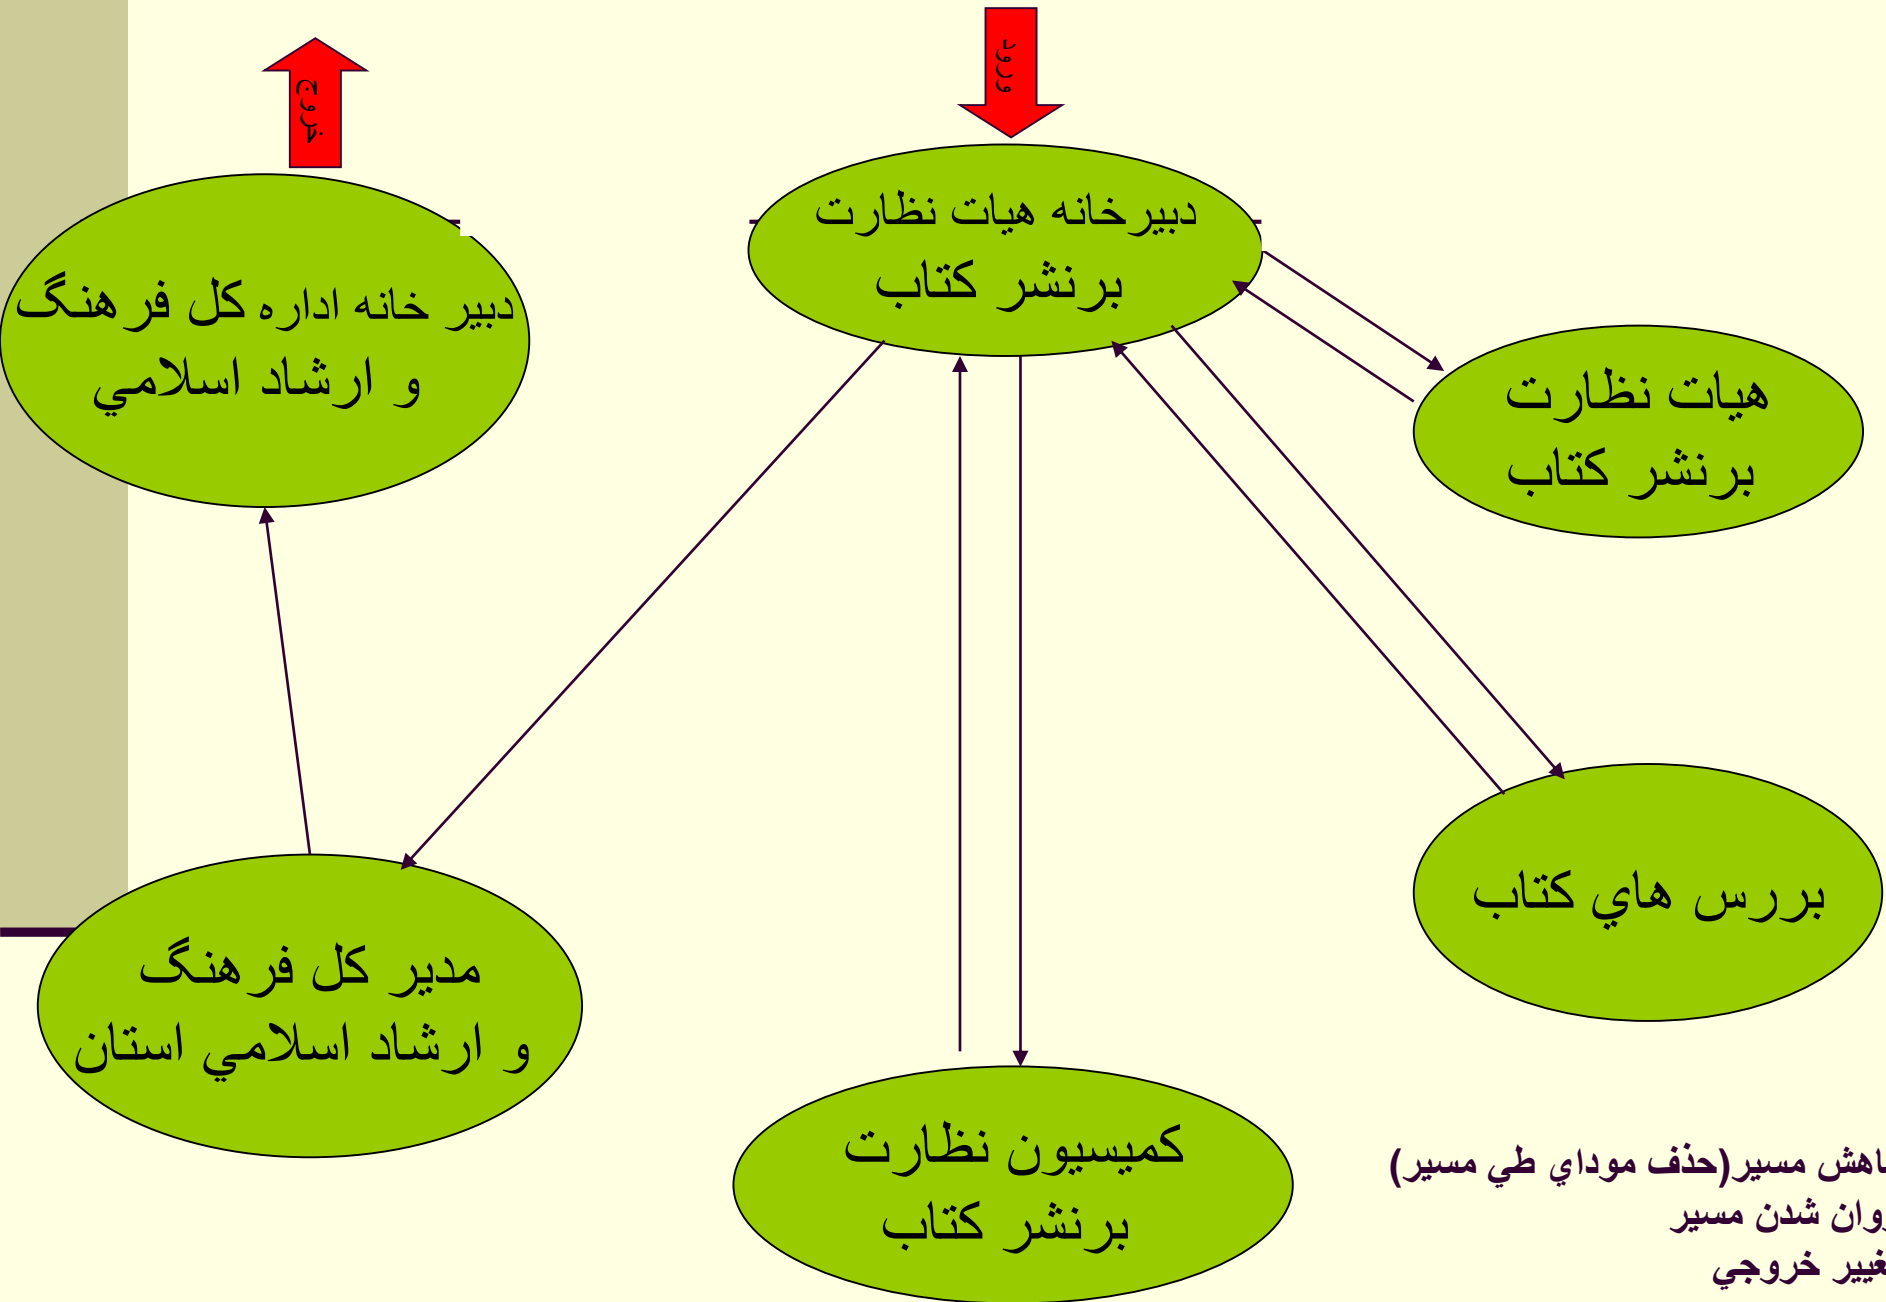 ورود
خروج
دبيرخانه هيات نظارت
برنشر كتاب
دبير خانه اداره كل فرهنگ
و ارشاد اسلامي
هيات نظارت
برنشر كتاب
بررس هاي كتاب
مدير كل فرهنگ
و ارشاد اسلامي استان
كميسيون نظارت
برنشر كتاب
مسير(حذف موداي طي مسير)
شدن مسير
خروجي